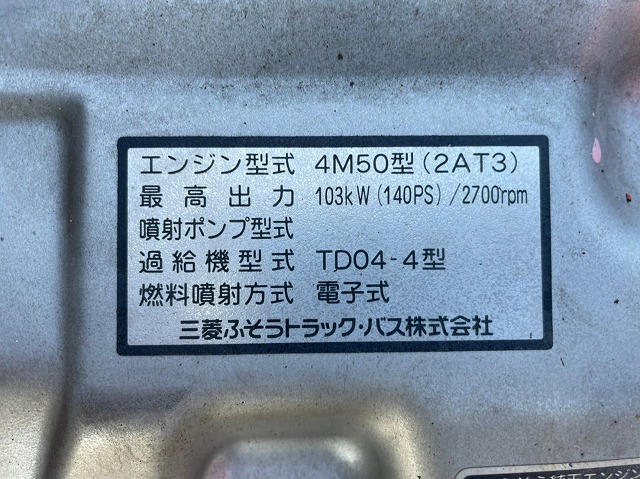 エンジン型式 4M50型(2AT3)
最高出力 103kW(140PS)/2700rpm
噴射ポンプ型式
過給機型式 TD04-4型
燃料噴射方式 電子式
三菱ふそうトラック・バス株式会社